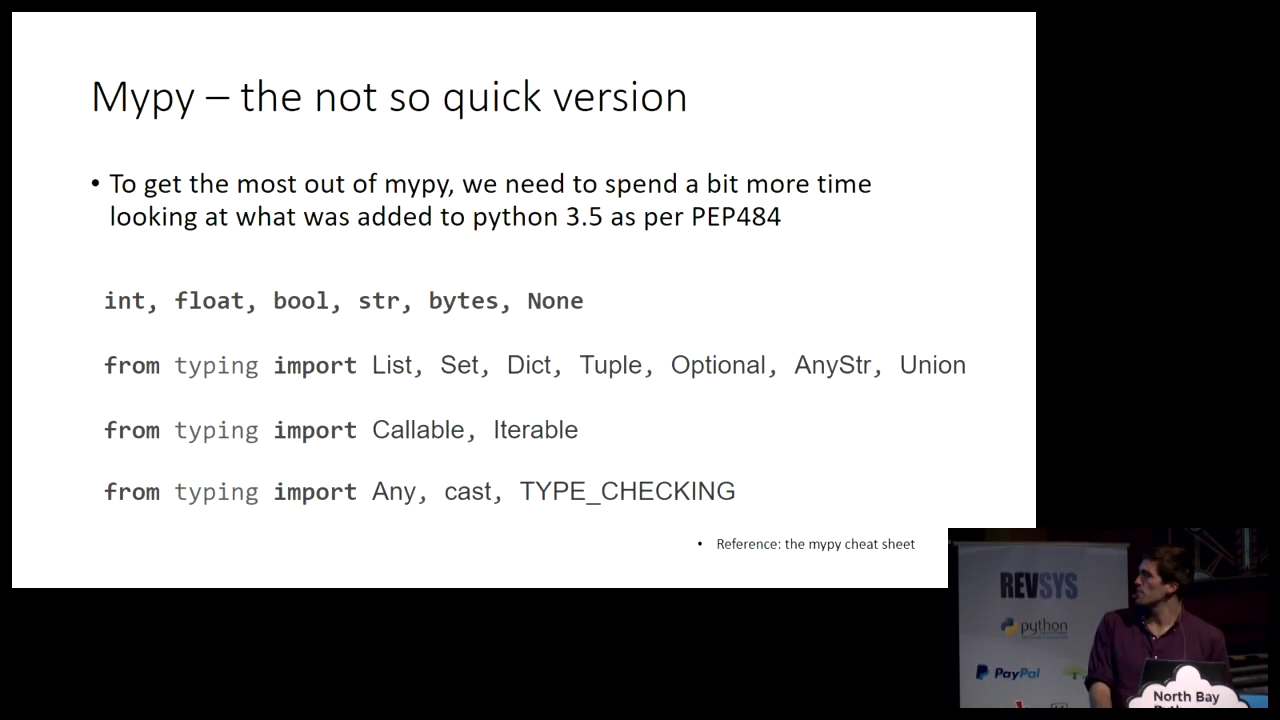 Mypy – the not so quick version
• To get the most out of mypy, we need to spend a bit more time
looking at what was added to python 3.5 as per PEP484
int, float, bool, str, bytes, None
from typing import List, Set, Dict, Tuple, Optional, AnyStr, Union
from typing import Callable, Iterable
from typing import Any, cast, TYPE_CHECKING
• Reference: the mypy cheat sheet
REVSYS
python
PayPal
North Bay